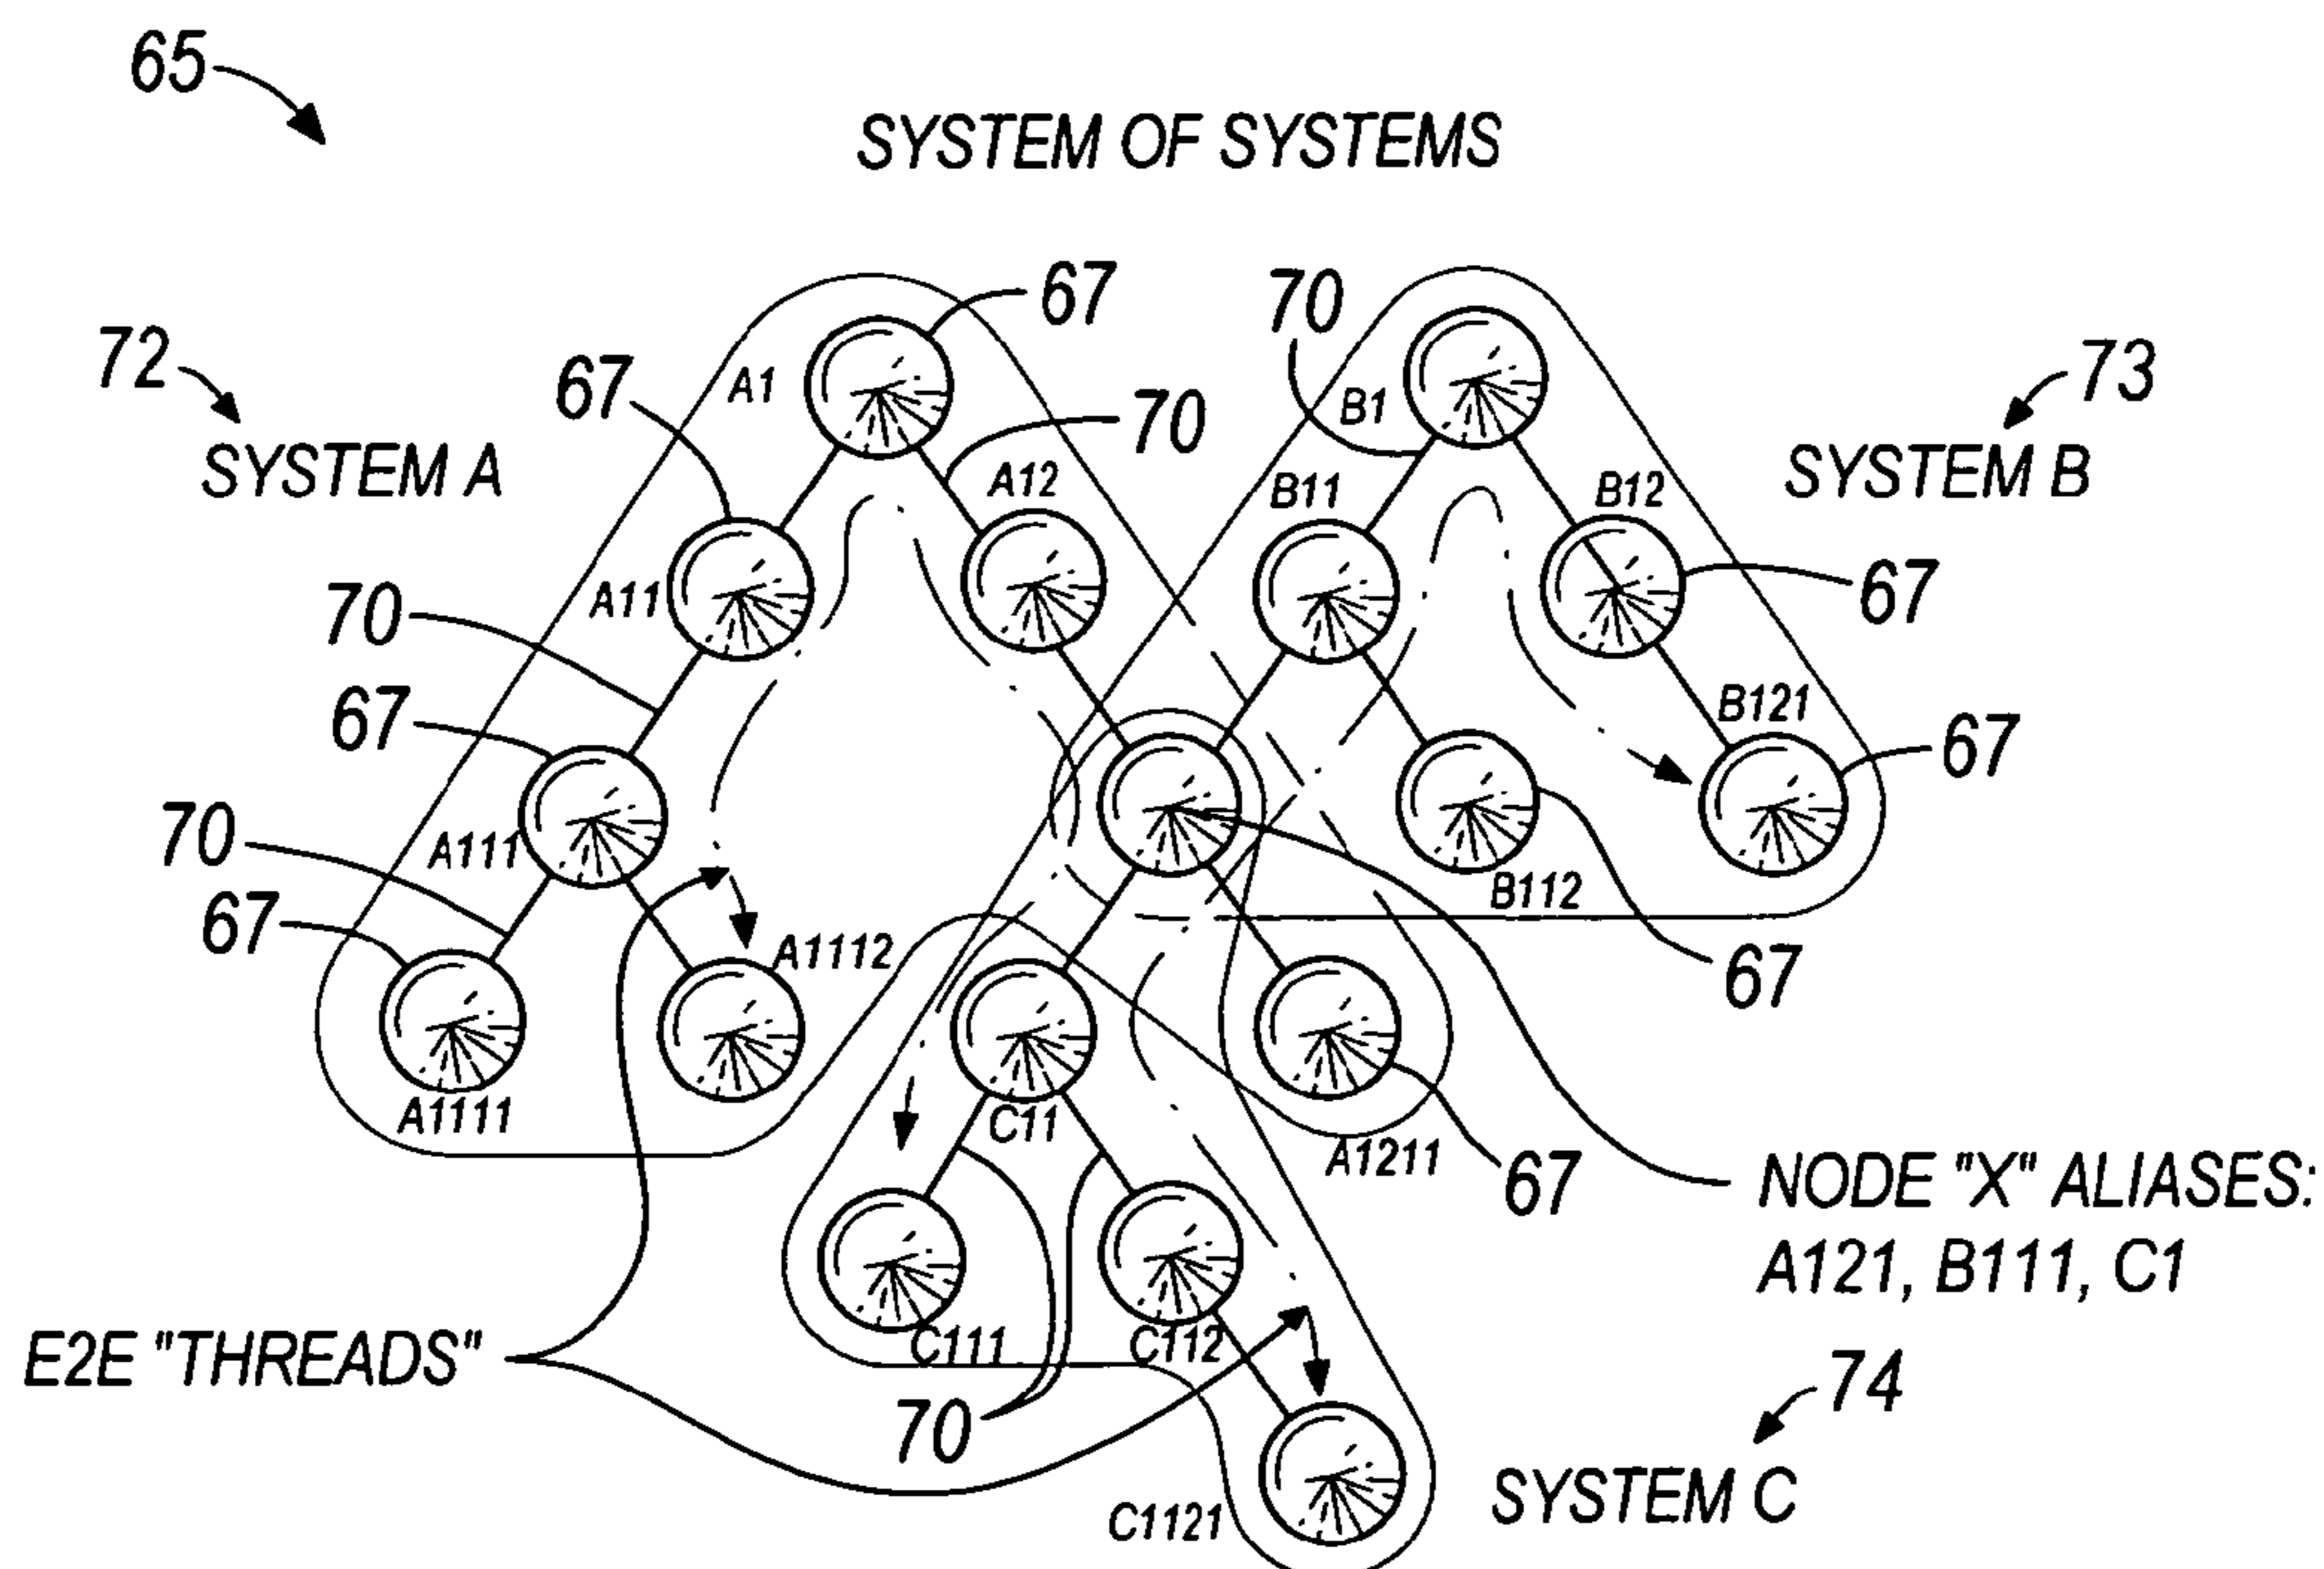 65
SYSTEM OF SYSTEMS
67
70
72
A1
67
70
B1
73
SYSTEM A
A12
B11
B12
SYSTEM B
A11
67
70
67
B121
67
70
A111
B112
67
A1112
67
A1111
C11
A1211
67
NODE "X" ALIASES:
A121, B111, C1
C111
C112
E2E "THREADS"
70
74
C1121
SYSTEM C